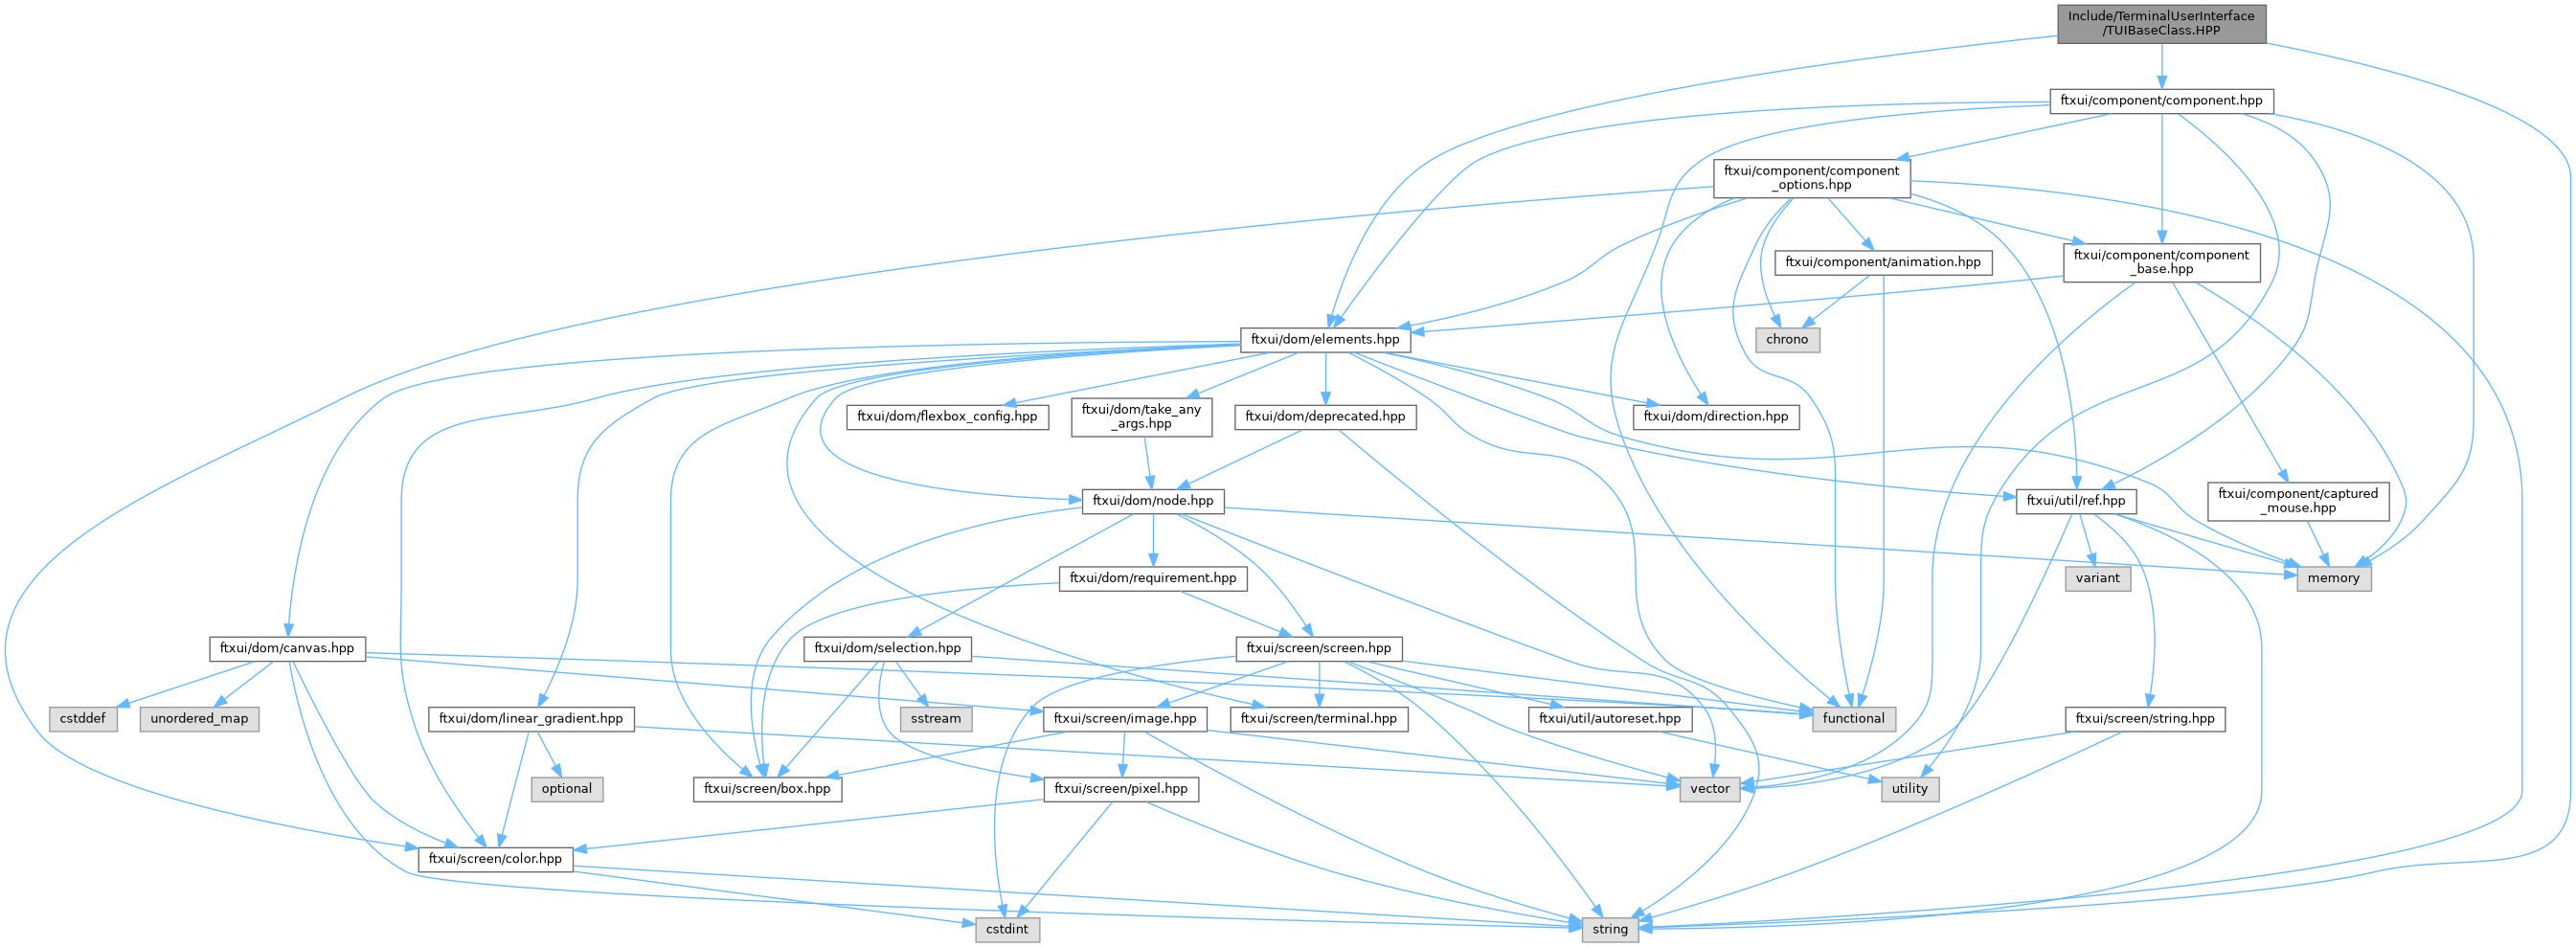 Include/TerminalUserInterface
/TUIBaseClass.HPP
ftxui/component/component.hpp
ftxui/component/component
_options.hpp
ftxui/component/animation.hpp
ftxui/component/component
_base.hpp
ftxui/dom/elements.hpp
chrono
ftxui/dom/flexbox_config.hpp
ftxui/dom/take_any
_args.hpp
ftxui/dom/deprecated.hpp
ftxui/dom/direction.hpp
ftxui/dom/node.hpp
ftxui/util/ref.hpp
ftxui/component/captured
_mouse.hpp
ftxui/dom/requirement.hpp
variant
memory
ftxui/dom/canvas.hpp
ftxui/dom/selection.hpp
ftxui/screen/screen.hpp
cstddef
unordered_map
ftxui/dom/linear_gradient.hpp
sstream
ftxui/screen/image.hpp
ftxui/screen/terminal.hpp
ftxui/util/autoreset.hpp
functional
ftxui/screen/string.hpp
optional
ftxui/screen/box.hpp
ftxui/screen/pixel.hpp
vector
utility
ftxui/screen/color.hpp
cstdint
string